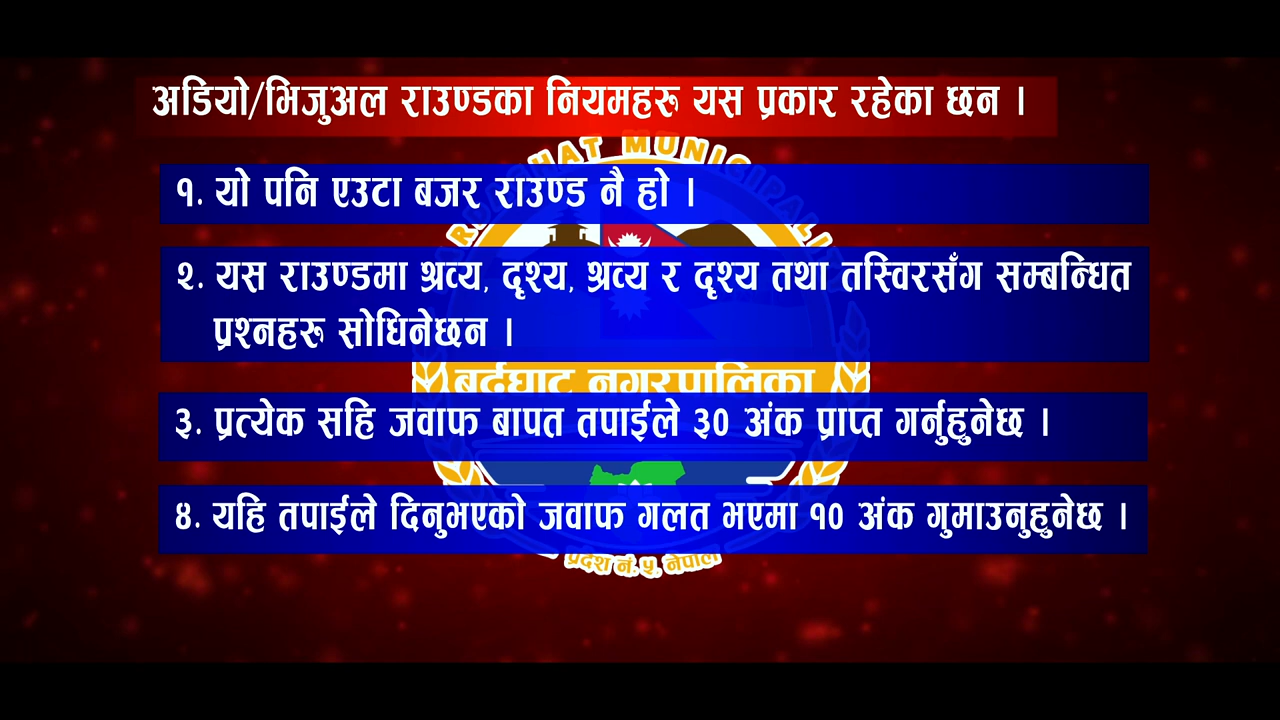 अडियो/भिजुअल राउण्डका नियमहरु यस प्रकार रहेका छन ।
MUNICIPALI
१. यो पनि एउटा बजर राउण्ड नै हो ।
२. यस राउण्डमा श्रव्य, दृश्य, श्रव्य र दृश्य तथा तस्विरसँग सम्बन्धित
प्रश्नहरु सोधिनेछन ।
बर्दघाट नगरपालिका
३. प्रत्येक सहि जवाफ बापत तपाईले ३० अंक प्राप्त गर्नुहुनेछ ।
४. यहि तपाईले दिनुभएको जवाफ गलत भएमा १० अंक गुमाउनुहुनेछ ।
प्रदेश नं. ५, नेपाल